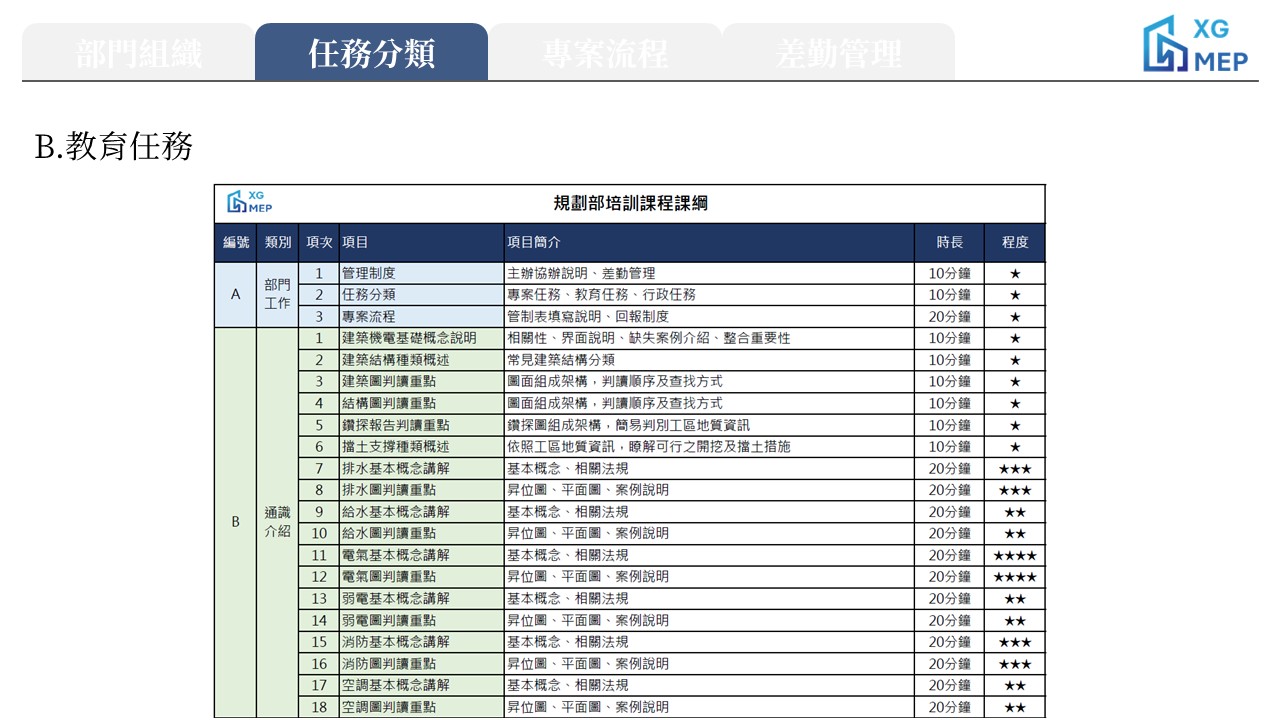 部門組織 任務分類 專案流程 差勤管理
XG
MEP
B.教育任務
XG
MEP
規劃部培訓課程課綱
編號 類別 項次 項目 項目簡介 時長 程度
A 部門工作 1 管理制度 主辦協辦說明、差勤管理 10分鐘 ★
2 任務分類 專案任務、教育任務、行政任務 10分鐘 ★
3 專案流程 管制表填寫說明、回報制度 20分鐘 ★
B 通識介紹 1 建築機電基礎概念說明 相關性、界面說明、缺失案例介紹、整合重要性 10分鐘 ★
2 建築結構種類概述 常見建築結構分類 10分鐘 ★
3 建築圖判讀重點 圖面組成架構，判讀順序及查找方式 10分鐘 ★
4 結構圖判讀重點 圖面組成架構，判讀順序及查找方式 10分鐘 ★
5 鑽探報告判讀重點 鑽探圖組成架構，簡易判別工區地質資訊 10分鐘 ★
6 擋土支撐種類概述 依照工區地質資訊，瞭解可行之開挖及擋土措施 10分鐘 ★
7 排水基本概念講解 基本概念、相關法規 20分鐘 ★★★
8 排水圖判讀重點 昇位圖、平面圖、案例說明 20分鐘 ★★★
9 給水基本概念講解 基本概念、相關法規 20分鐘 ★★
10 給水圖判讀重點 昇位圖、平面圖、案例說明 20分鐘 ★★
11 電氣基本概念講解 基本概念、相關法規 20分鐘 ★★★★
12 電氣圖判讀重點 昇位圖、平面圖、案例說明 20分鐘 ★★★★
13 弱電基本概念講解 基本概念、相關法規 20分鐘 ★★
14 弱電圖判讀重點 昇位圖、平面圖、案例說明 20分鐘 ★★
15 消防基本概念講解 基本概念、相關法規 20分鐘 ★★★
16 消防圖判讀重點 昇位圖、平面圖、案例說明 20分鐘 ★★★
17 空調基本概念講解 基本概念、相關法規 20分鐘 ★★
18 空調圖判讀重點 昇位圖、平面圖、案例說明 20分鐘 ★★